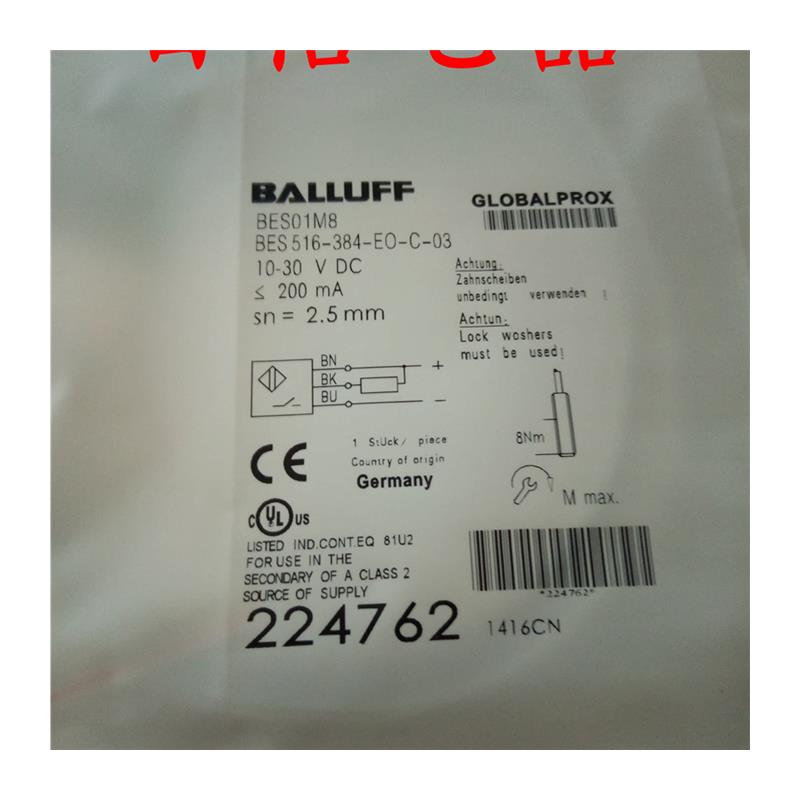 BALLUFF
BES01M8
BES 516-384-EO-C-03
10-30 V DC
≤ 200 mA
sn = 2.5 mm
GLOBALPROX
Achtung:
Zahnscheiben
unbedingt verwenden !
Achtun:
Lock woshers
must be used!
BN
BK
BU
+
−
8Nm
M max.
CE
1 StUck/ piece
Country of origin
Germany
c UL US
LISTED IND.CONT.EQ 81U2
FOR USE IN THE
SECONDARY OF A CLASS 2
SOURCE OF SUPPLY
*224762*
224762 1416CN